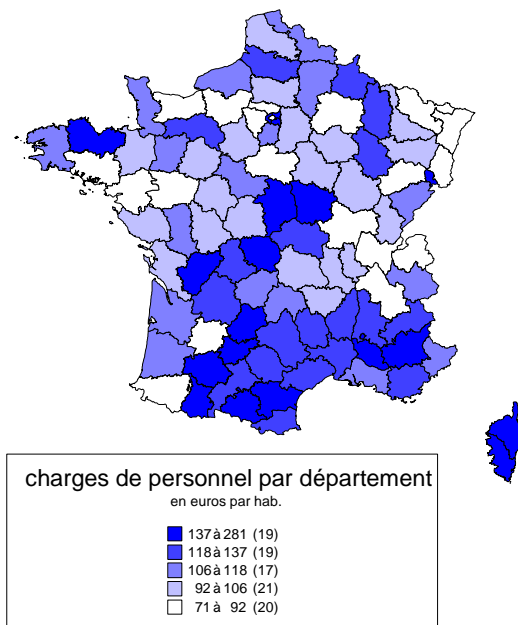 charges de personnel par département
en euros par hab.
137 à 281 (19)
118 à 137 (19)
106 à 118 (17)
92 à 106 (21)
71 à 92 (20)